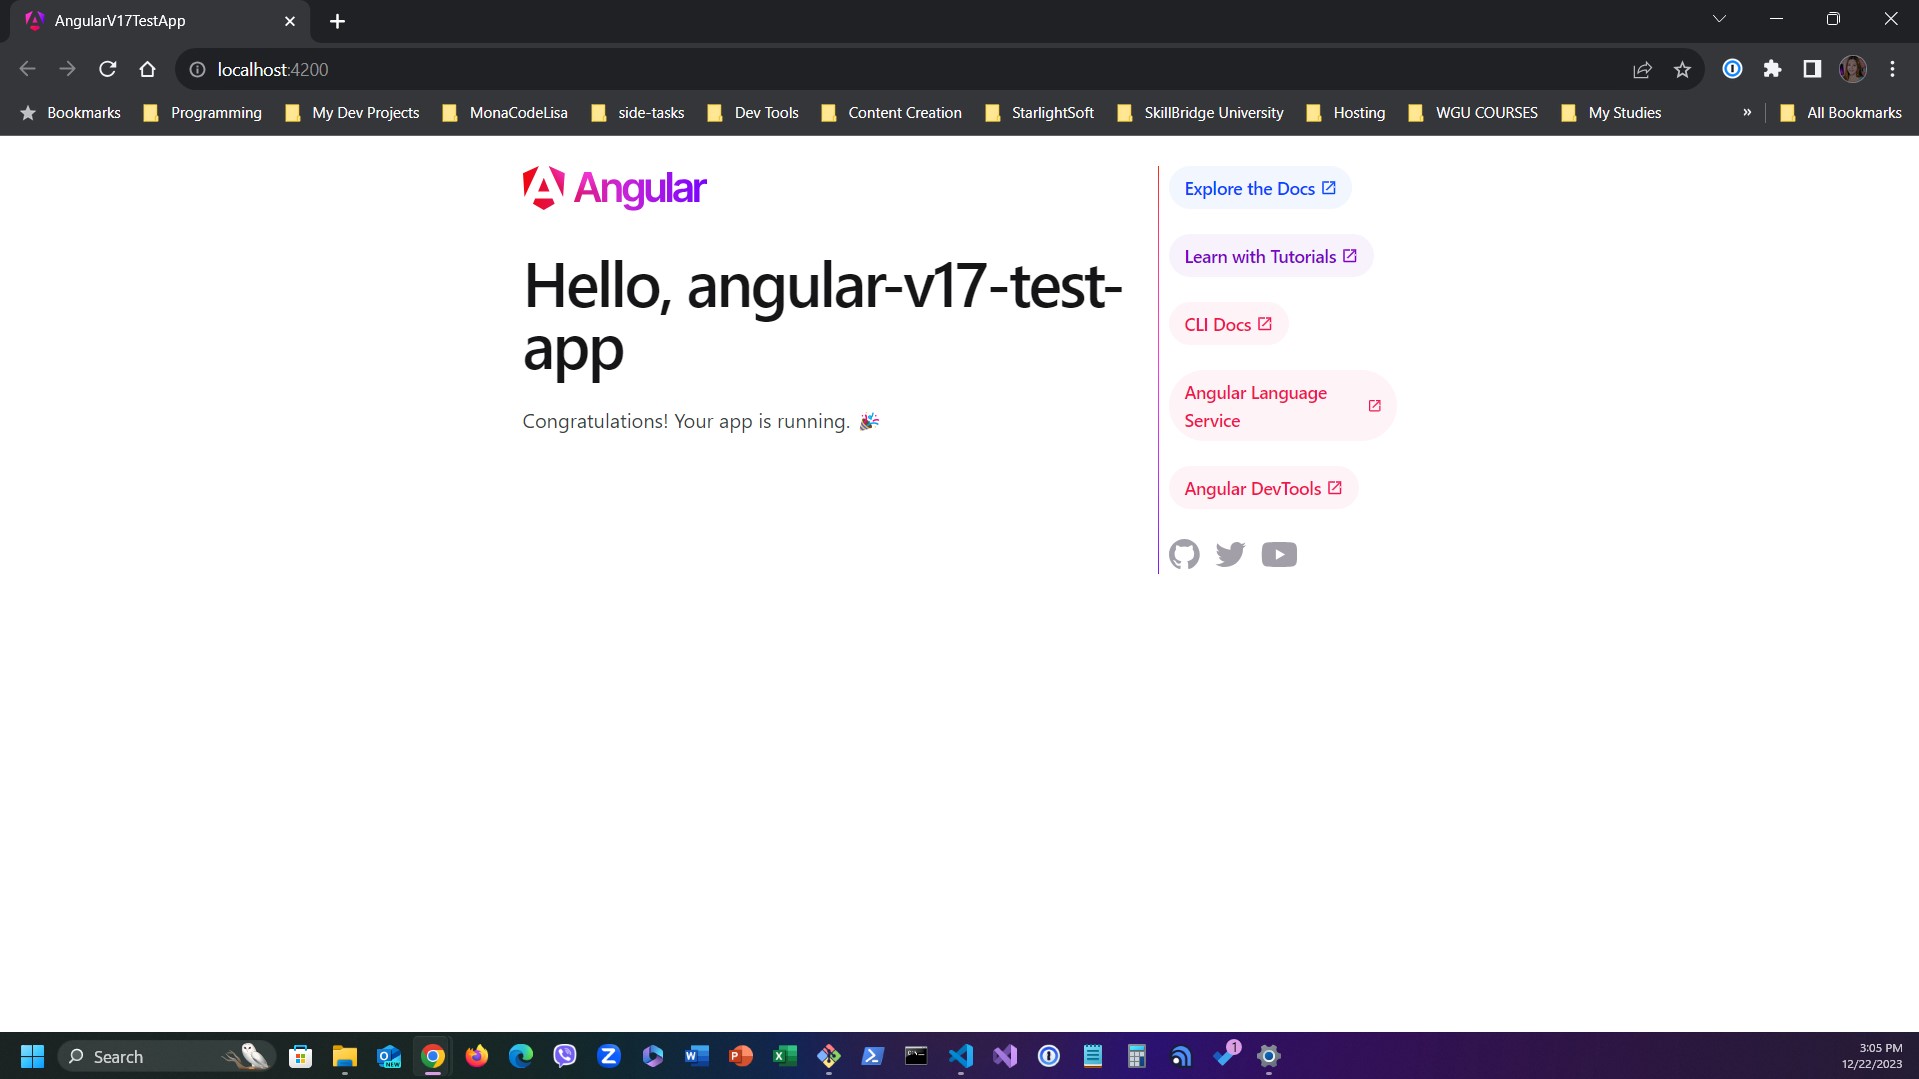 AngularV17TestApp
localhost:4200
Bookmarks Programming My Dev Projects MonaCodeLisa side-tasks Dev Tools Content Creation StarlightSoft SkillBridge University Hosting WGU COURSES My Studies » All Bookmarks
Angular
Hello, angular-v17-test-
app
Congratulations! Your app is running. 🎉
Explore the Docs
Learn with Tutorials
CLI Docs
Angular Language
Service
Angular DevTools
Search
1
3:05 PM
12/22/2023